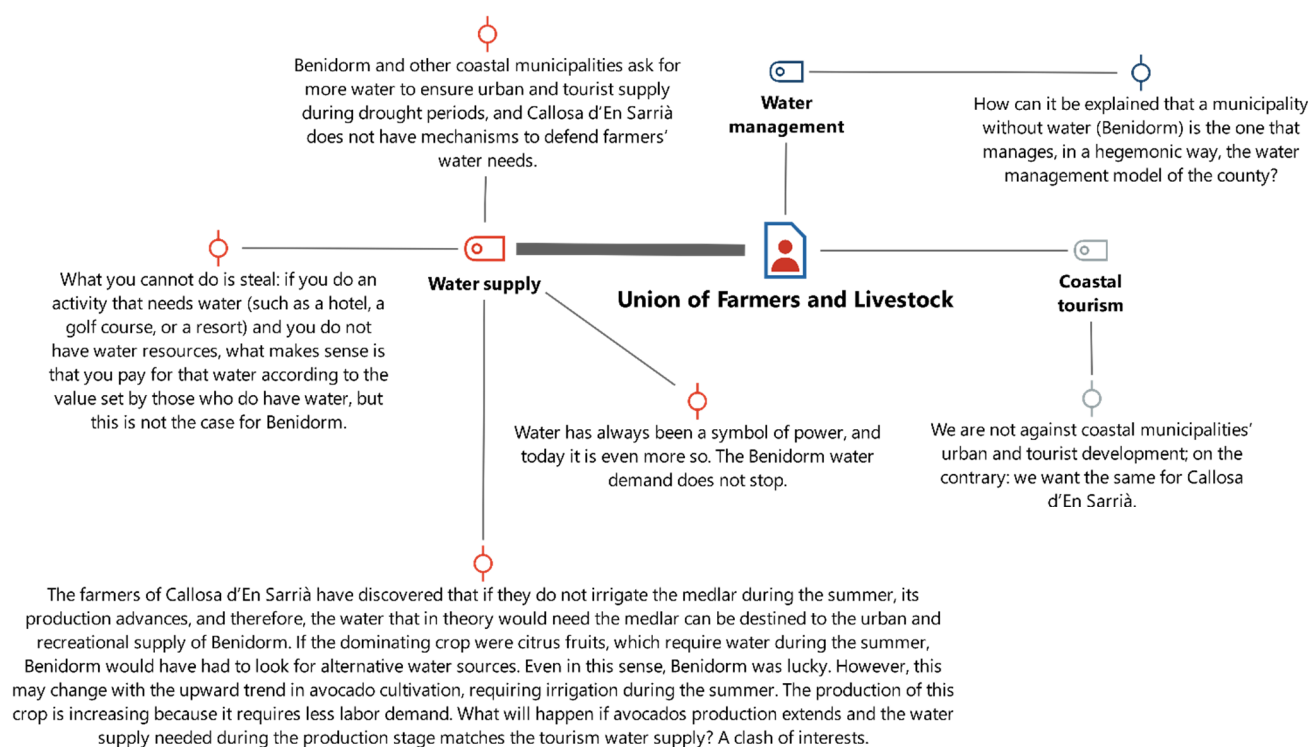 Benidorm and other coastal municipalities ask for
more water to ensure urban and tourist supply
during drought periods, and Callosa d'En Sarrià
does not have mechanisms to defend farmers'
water needs.
Water
management
How can it be explained that a municipality
without water (Benidorm) is the one that
manages, in a hegemonic way, the water
management model of the county?
What you cannot do is steal: if you do an
activity that needs water (such as a hotel, a
golf course, or a resort) and you do not
have water resources, what makes sense is
that you pay for that water according to the
value set by those who do have water, but
this is not the case for Benidorm.
Water supply
Union of Farmers and Livestock
Coastal
tourism
Water has always been a symbol of power, and
today it is even more so. The Benidorm water
demand does not stop.
We are not against coastal municipalities'
urban and tourist development; on the
contrary: we want the same for Callosa
d'En Sarrià.
The farmers of Callosa d'En Sarrià have discovered that if they do not irrigate the medlar during the summer, its
production advances, and therefore, the water that in theory would need the medlar can be destined to the urban and
recreational supply of Benidorm. If the dominating crop were citrus fruits, which require water during the summer,
Benidorm would have had to look for alternative water sources. Even in this sense, Benidorm was lucky. However, this
may change with the upward trend in avocado cultivation, requiring irrigation during the summer. The production of this
crop is increasing because it requires less labor demand. What will happen if avocados production extends and the water
supply needed during the production stage matches the tourism water supply? A clash of interests.